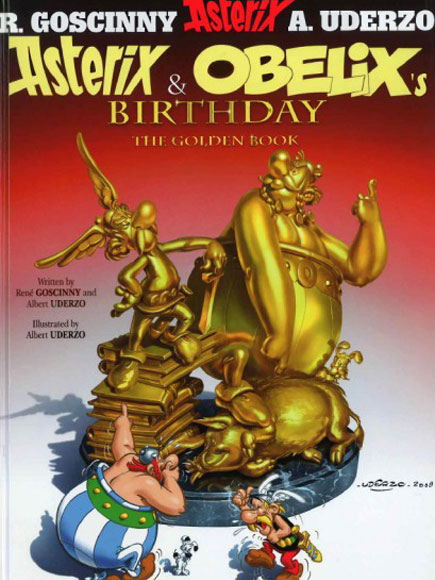 R. GOSCINNY Asterix A. UDERZO
Asterix & OBELIX's
BIRTHDAY
THE GOLDEN BOOK
Written by
René GOSCINNY and
Albert UDERZO
Illustrated by
Albert UDERZO
UDERZO - 2008